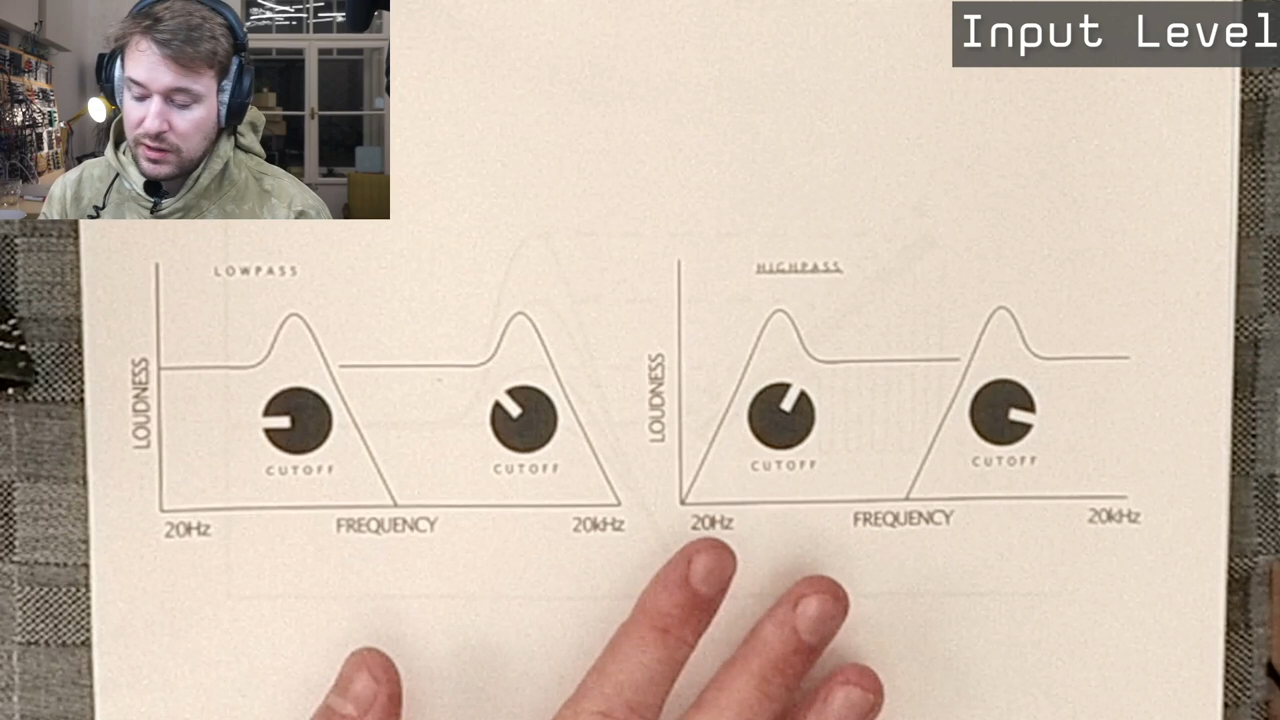 Input Level
LOWPASS
HIGHPASS
LOUDNESS
LOUDNESS
CUTOFF
CUTOFF
CUTOFF
CUTOFF
20Hz
FREQUENCY
20kHz
20Hz
FREQUENCY
20kHz